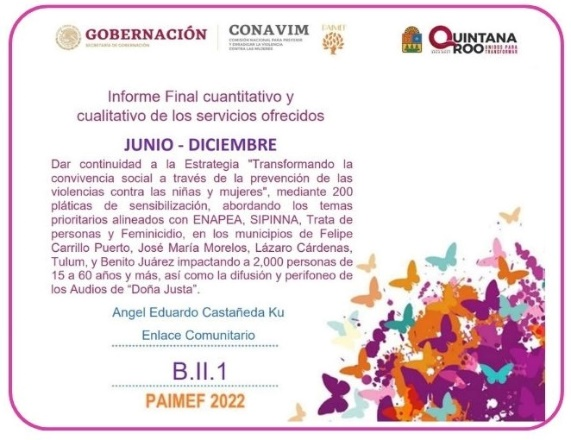 GOBERNACIÓN
SECRETARÍA DE GOBERNACIÓN
CONAVIM
COMISIÓN NACIONAL PARA PREVENIR
Y ERRADICAR LA VIOLENCIA
CONTRA LAS MUJERES
PAIMEF
QUINTANA
ROO
UNIDOS PARA
TRANSFORMAR
Informe Final cuantitativo y
cualitativo de los servicios ofrecidos
JUNIO - DICIEMBRE
Dar continuidad a la Estrategia "Transformando la
convivencia social a través de la prevención de las
violencias contra las niñas y mujeres", mediante 200
pláticas de sensibilización, abordando los temas
prioritarios alineados con ENAPEA, SIPINNA, Trata de
personas y Feminicidio, en los municipios de Felipe
Carrillo Puerto, José María Morelos, Lázaro Cárdenas,
Tulum, y Benito Juárez impactando a 2,000 personas de
15 a 60 años y más, así como la difusión y perifoneo de
los Audios de "Doña Justa".
Angel Eduardo Castañeda Ku
Enlace Comunitario
B.II.1
PAIMEF 2022